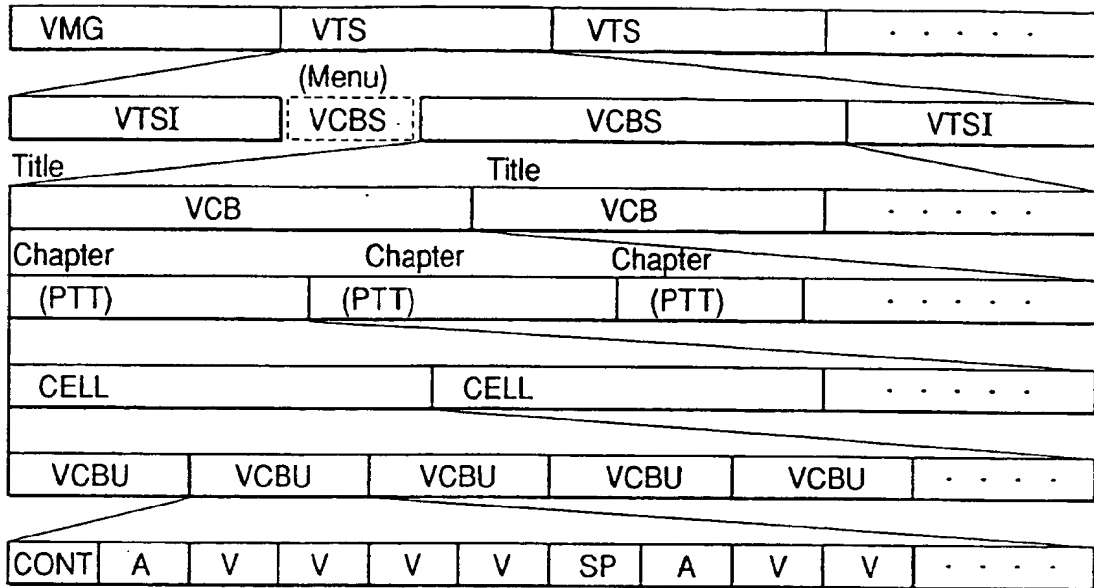 VMG VTS VTS . . . . .
(Menu)
VTSI VCBS VCBS VTSI
Title Title
VCB VCB . . . . .
Chapter Chapter Chapter
(PTT) (PTT) (PTT) . . . . .
CELL CELL . . . . .
VCBU VCBU VCBU VCBU VCBU . . . . .
CONT A V V V V SP A V V . . . . .